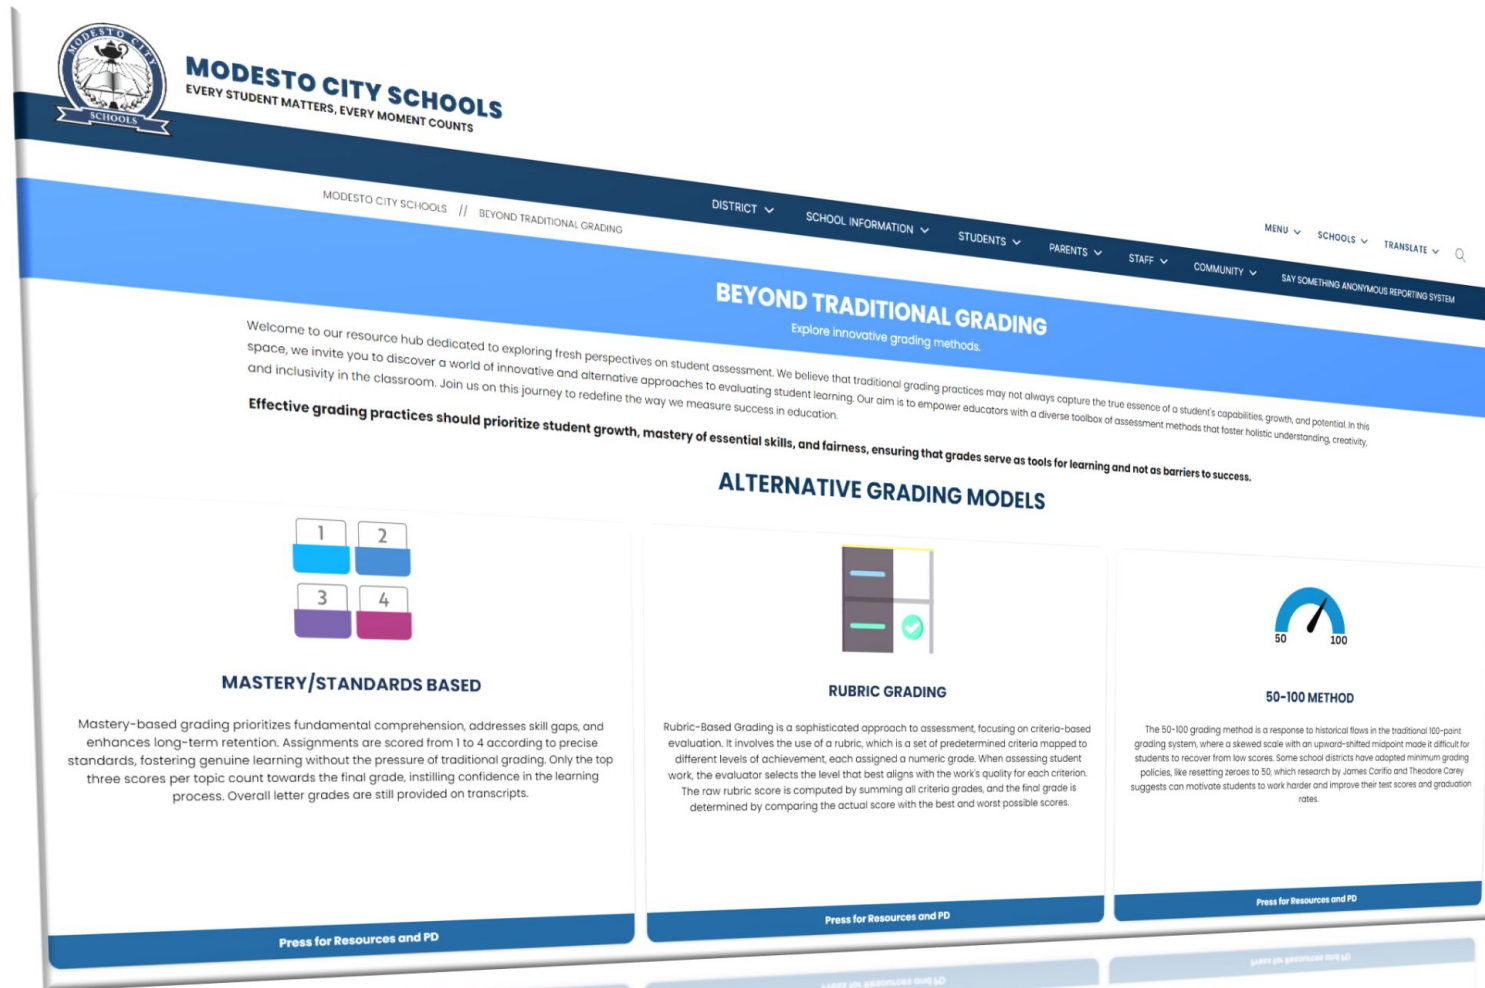 MODESTO CITY
SCHOOLS
MODESTO CITY SCHOOLS
EVERY STUDENT MATTERS, EVERY MOMENT COUNTS
MENU SCHOOLS TRANSLATE
DISTRICT SCHOOL INFORMATION STUDENTS PARENTS STAFF COMMUNITY SAY SOMETHING ANONYMOUS REPORTING SYSTEM
MODESTO CITY SCHOOLS // BEYOND TRADITIONAL GRADING
BEYOND TRADITIONAL GRADING
Explore innovative grading methods.
Welcome to our resource hub dedicated to exploring fresh perspectives on student assessment. We believe that traditional grading practices may not always capture the true essence of a student's capabilities, growth, and potential. In this
space, we invite you to discover a world of innovative and alternative approaches to evaluating student learning. Our aim is to empower educators with a diverse toolbox of assessment methods that foster holistic understanding, creativity,
and inclusivity in the classroom. Join us on this journey to redefine the way we measure success in education.
Effective grading practices should prioritize student growth, mastery of essential skills, and fairness, ensuring that grades serve as tools for learning and not as barriers to success.
ALTERNATIVE GRADING MODELS
1 2
3 4
MASTERY/STANDARDS BASED
Mastery-based grading prioritizes fundamental comprehension, addresses skill gaps, and
enhances long-term retention. Assignments are scored from 1 to 4 according to precise
standards, fostering genuine learning without the pressure of traditional grading. Only the top
three scores per topic count towards the final grade, instilling confidence in the learning
process. Overall letter grades are still provided on transcripts.
Press for Resources and PD
RUBRIC GRADING
Rubric-Based Grading is a sophisticated approach to assessment, focusing on criteria-based
evaluation. It involves the use of a rubric, which is a set of predetermined criteria mapped to
different levels of achievement, each assigned a numeric grade. When assessing student
work, the evaluator selects the level that best aligns with the work's quality for each criterion.
The raw rubric score is computed by summing all criteria grades, and the final grade is
determined by comparing the actual score with the best and worst possible scores.
Press for Resources and PD
50 100
50-100 METHOD
The 50-100 grading method is a response to historical flaws in the traditional 100-point
grading system, where a skewed scale with an upward-shifted midpoint made it difficult for
students to recover from low scores. Some school districts have adopted minimum grading
policies, like resetting zeroes to 50, which research by James Carifio and Theodore Carey
suggests can motivate students to work harder and improve their test scores and graduation
rates.
Press for Resources and PD